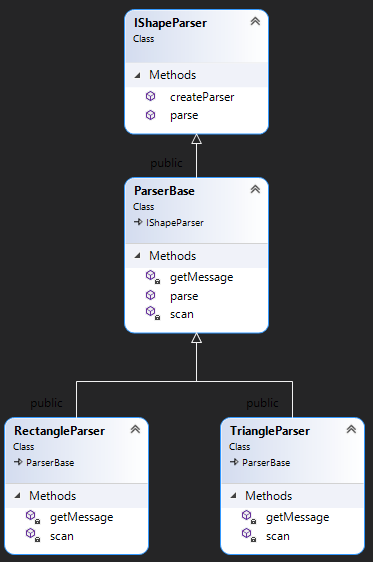 IShapeParser
Class
Methods
createParser
parse
public
ParserBase
Class
IShapeParser
Methods
getMessage
parse
scan
public
public
RectangleParser
Class
ParserBase
Methods
getMessage
scan
TriangleParser
Class
ParserBase
Methods
getMessage
scan